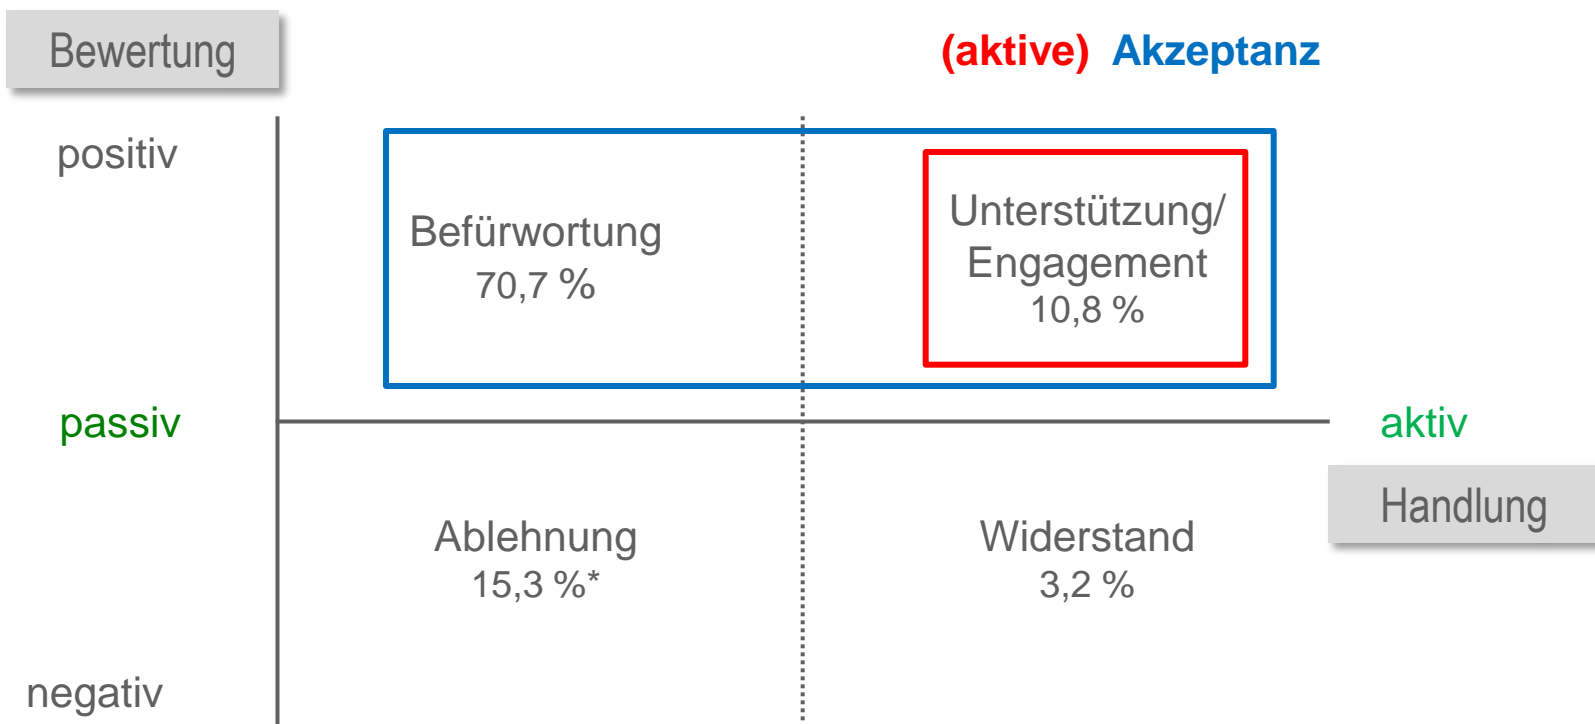 Bewertung
(aktive) Akzeptanz
positiv
Befürwortung
70,7 %
Unterstützung/
Engagement
10,8 %
passiv
aktiv
Handlung
Ablehnung
15,3 %*
Widerstand
3,2 %
negativ